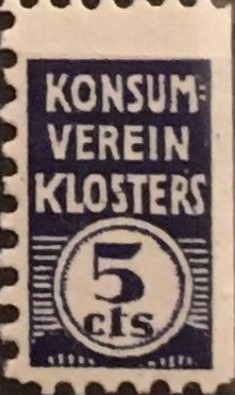 KONSUM=
VEREIN
KLOSTERS
5
cts